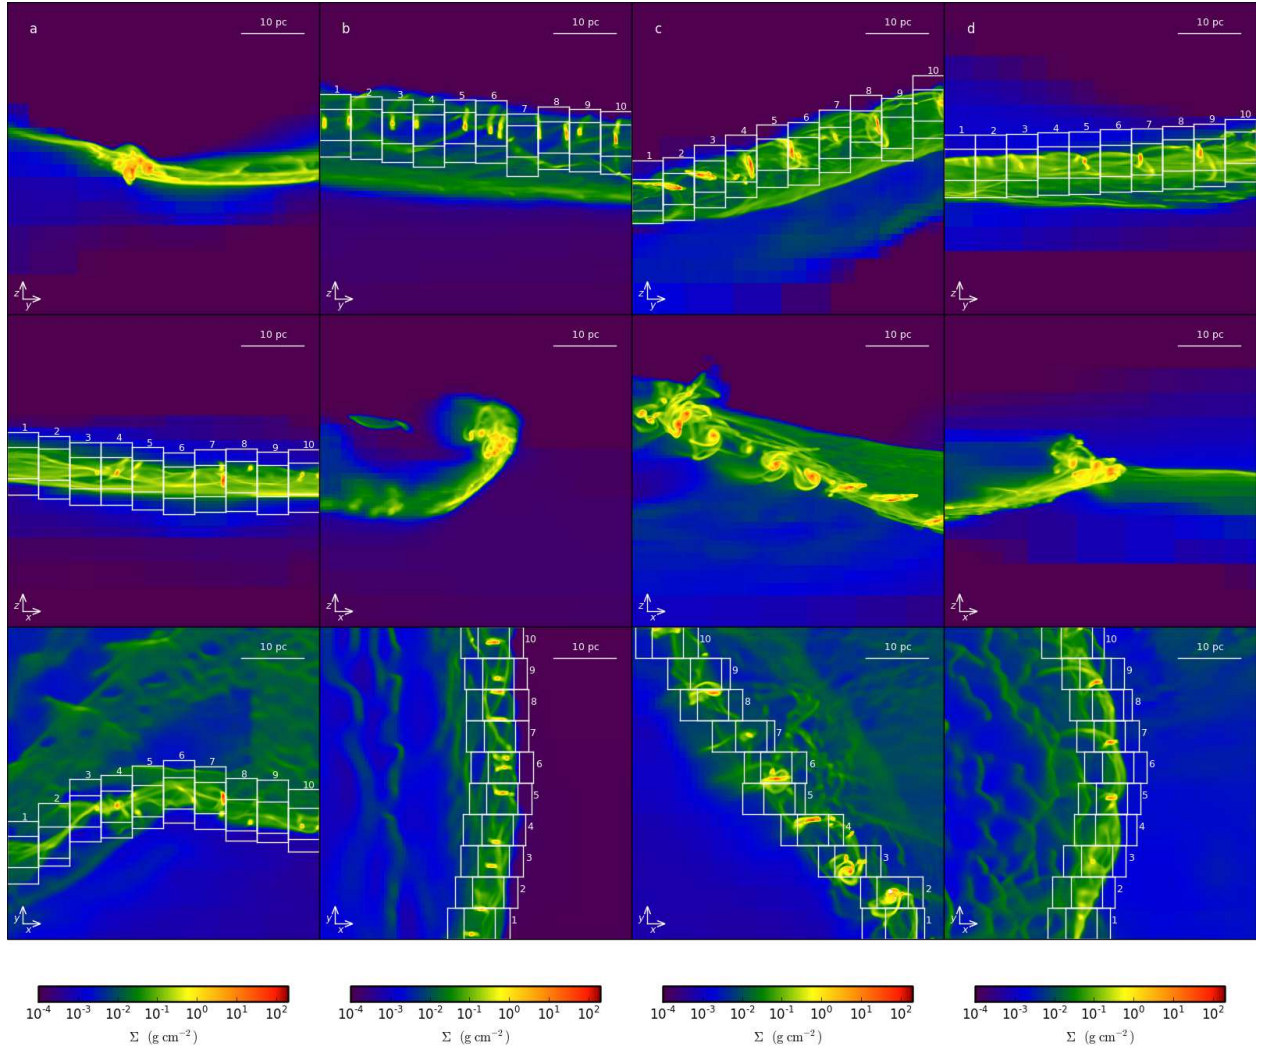 a 10 pc b 10 pc c 10 pc d 10 pc
1 2 3 4 5 6 7 8 9 10
1 2 3 4 5 6 7 8 9 10
1 2 3 4 5 6 7 8 9 10
z y z y z y z y
10 pc 10 pc 10 pc 10 pc
1 2 3 4 5 6 7 8 9 10
z x z x z x z x
10 pc 10 pc 10 pc 10 pc
1 2 3 4 5 6 7 8 9 10
10 9 8 7 6 5 4 3 2 1
10 9 8 7 6 5 4 3 2 1
10 9 8 7 6 5 4 3 2 1
y x y x y x y x
10⁻⁴ 10⁻³ 10⁻² 10⁻¹ 10⁰ 10¹ 10² 10⁻⁴ 10⁻³ 10⁻² 10⁻¹ 10⁰ 10¹ 10² 10⁻⁴ 10⁻³ 10⁻² 10⁻¹ 10⁰ 10¹ 10² 10⁻⁴ 10⁻³ 10⁻² 10⁻¹ 10⁰ 10¹ 10²
Σ (g cm⁻²) Σ (g cm⁻²) Σ (g cm⁻²) Σ (g cm⁻²)